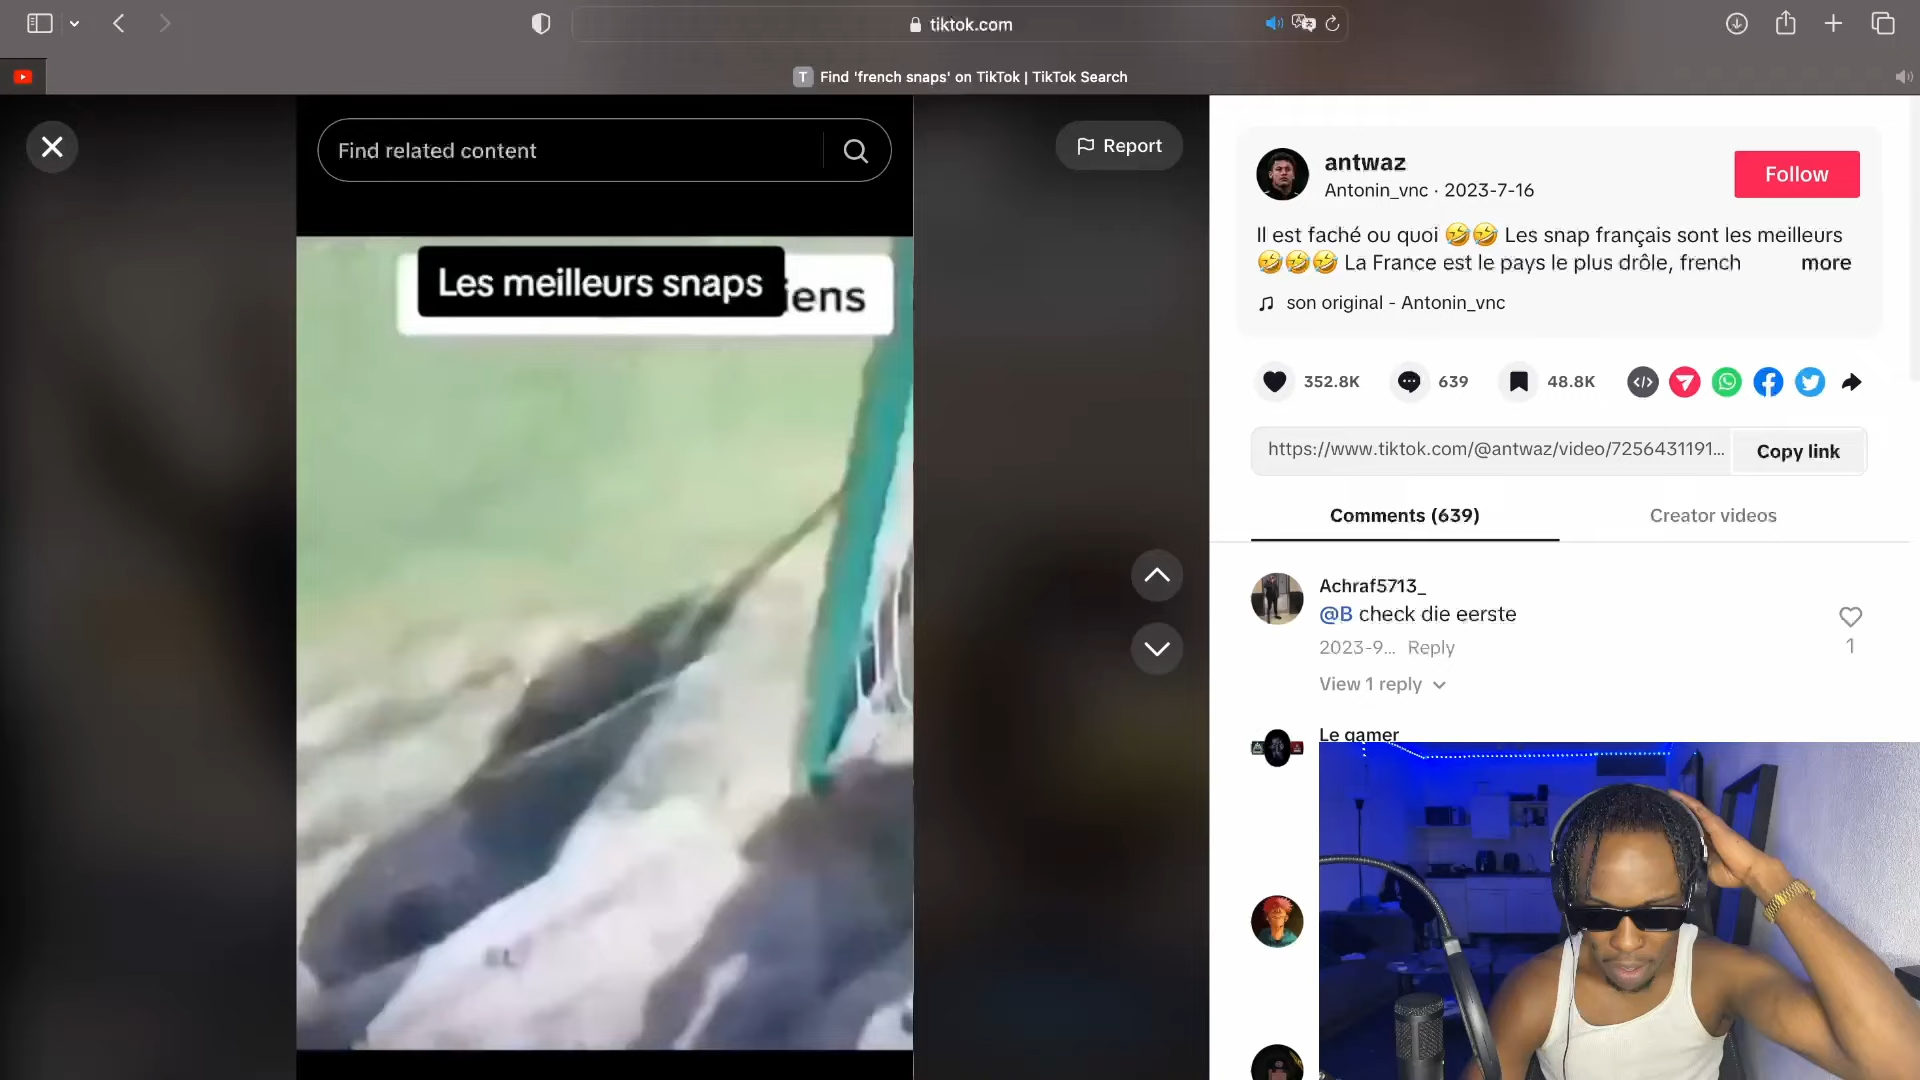 tiktok.com
T Find 'french snaps' on TikTok | TikTok Search
Find related content
Report
Les meilleurs snaps
iens
antwaz
Antonin_vnc · 2023-7-16
Follow
Il est faché ou quoi 🤣🤣 Les snap français sont les meilleurs
🤣🤣🤣 La France est le pays le plus drôle, french more
son original - Antonin_vnc
352.8K 639 48.8K
https://www.tiktok.com/@antwaz/video/7256431191... Copy link
Comments (639) Creator videos
Achraf5713_
@B check die eerste
1
2023-9... Reply
View 1 reply
Le gamer